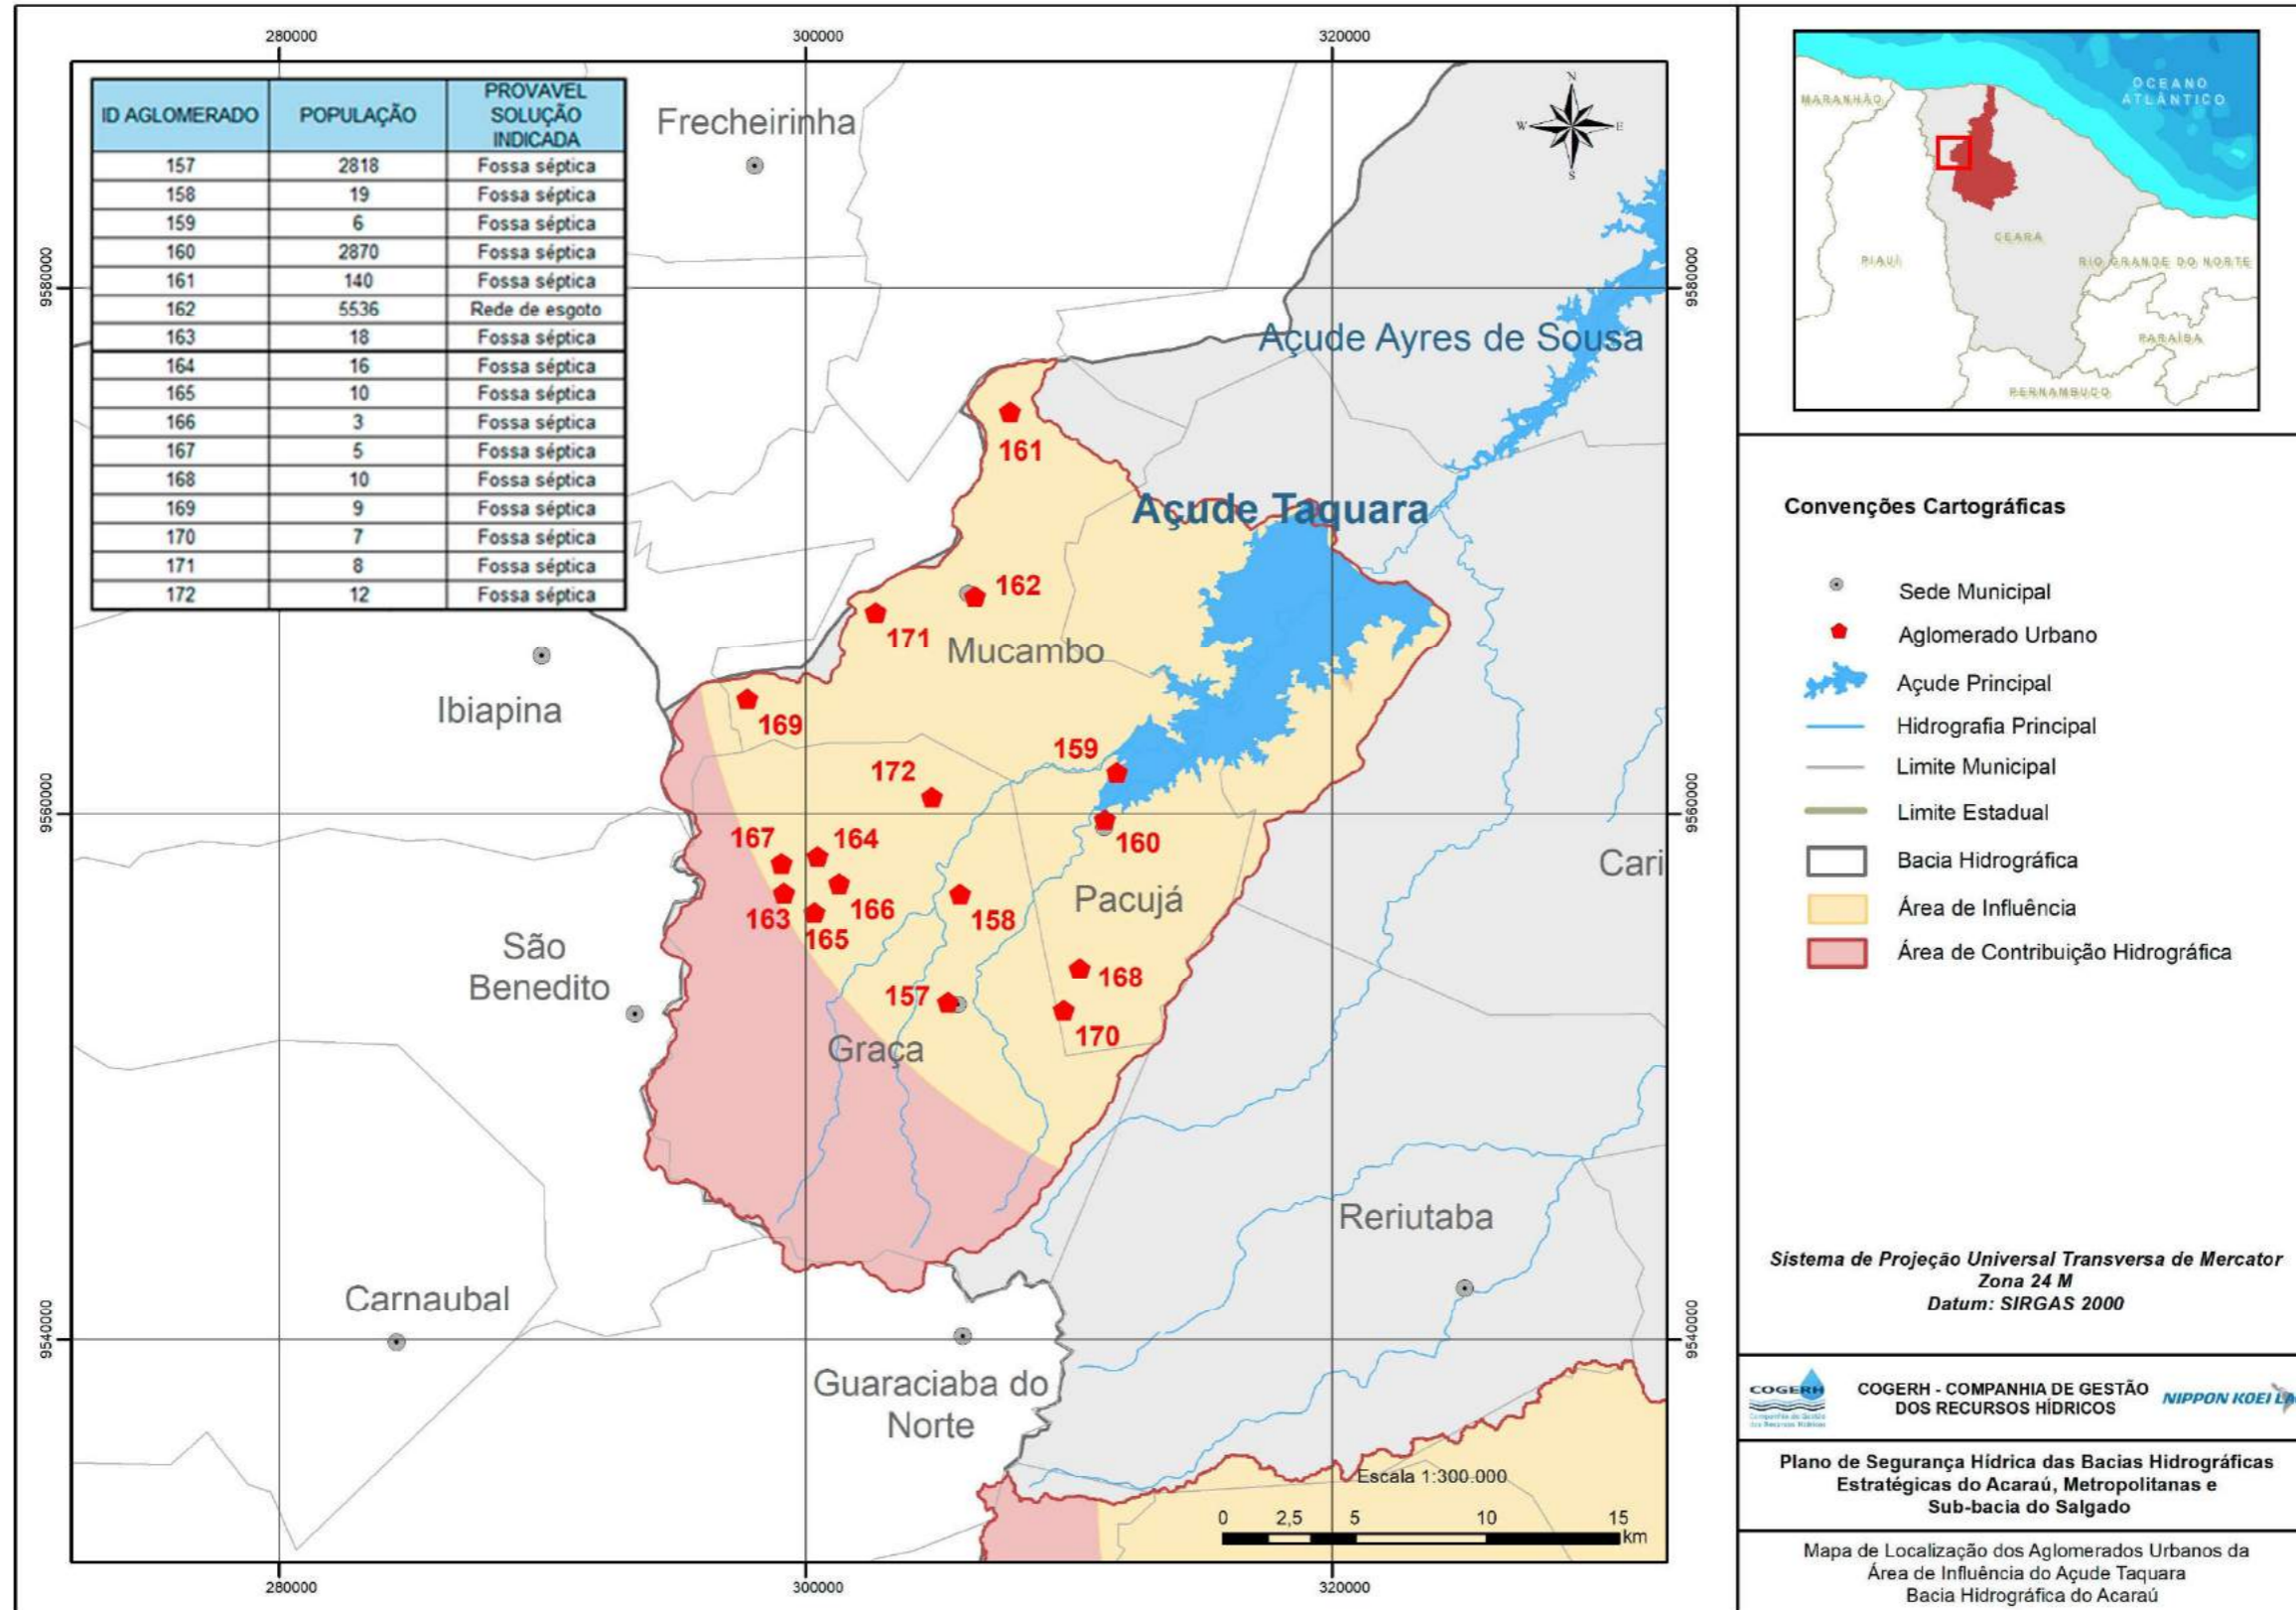 280000 300000 320000
ID AGLOMERADO POPULAÇÃO PROVAVEL SOLUÇÃO INDICADA
157 2818 Fossa séptica
158 19 Fossa séptica
159 6 Fossa séptica
160 2870 Fossa séptica
161 140 Fossa séptica
162 5536 Rede de esgoto
163 18 Fossa séptica
164 16 Fossa séptica
165 10 Fossa séptica
166 3 Fossa séptica
167 5 Fossa séptica
168 10 Fossa séptica
169 9 Fossa séptica
170 7 Fossa séptica
171 8 Fossa séptica
172 12 Fossa séptica
Frecheirinha
N
W E
S
9580000 9580000
Açude Ayres de Sousa
161
Açude Taquara
162
171
Mucambo
Ibiapina
169
159
172
9560000 9560000
167 164
160
Cari
166
163
158
Pacujá
165
São
Benedito
168
157
170
Graça
Reriutaba
Carnaubal
9540000 9540000
Guaraciaba do
Norte
Escala 1:300.000
0 2,5 5 10 15
km
280000 300000 320000
OCEANO
ATLÂNTICO
MARANHÃO
CEARÁ
PIAUÍ
RIO GRANDE DO NORTE
PARAÍBA
PERNAMBUCO
Convenções Cartográficas
Sede Municipal
Aglomerado Urbano
Açude Principal
Hidrografia Principal
Limite Municipal
Limite Estadual
Bacia Hidrográfica
Área de Influência
Área de Contribuição Hidrográfica
Sistema de Projeção Universal Transversa de Mercator
Zona 24 M
Datum: SIRGAS 2000
COGERH
Companhia de Gestão
dos Recursos Hídricos
COGERH - COMPANHIA DE GESTÃO
DOS RECURSOS HÍDRICOS
NIPPON KOEI LAC
Plano de Segurança Hídrica das Bacias Hidrográficas
Estratégicas do Acaraú, Metropolitanas e
Sub-bacia do Salgado
Mapa de Localização dos Aglomerados Urbanos da
Área de Influência do Açude Taquara
Bacia Hidrográfica do Acaraú